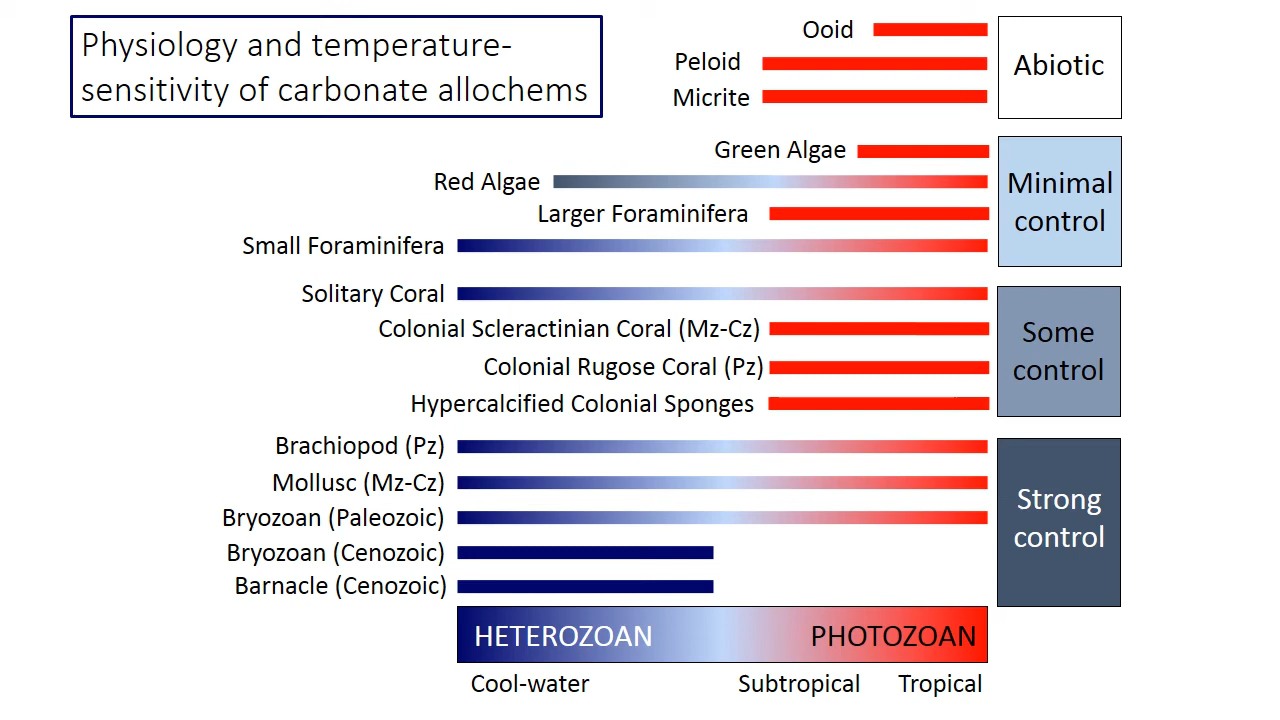 Physiology and temperature-
sensitivity of carbonate allochems
Ooid
Peloid
Micrite
Abiotic
Green Algae
Red Algae
Larger Foraminifera
Small Foraminifera
Minimal
control
Solitary Coral
Colonial Scleractinian Coral (Mz-Cz)
Colonial Rugose Coral (Pz)
Hypercalcified Colonial Sponges
Some
control
Brachiopod (Pz)
Mollusc (Mz-Cz)
Bryozoan (Paleozoic)
Bryozoan (Cenozoic)
Barnacle (Cenozoic)
Strong
control
HETEROZOAN PHOTOZOAN
Cool-water Subtropical Tropical